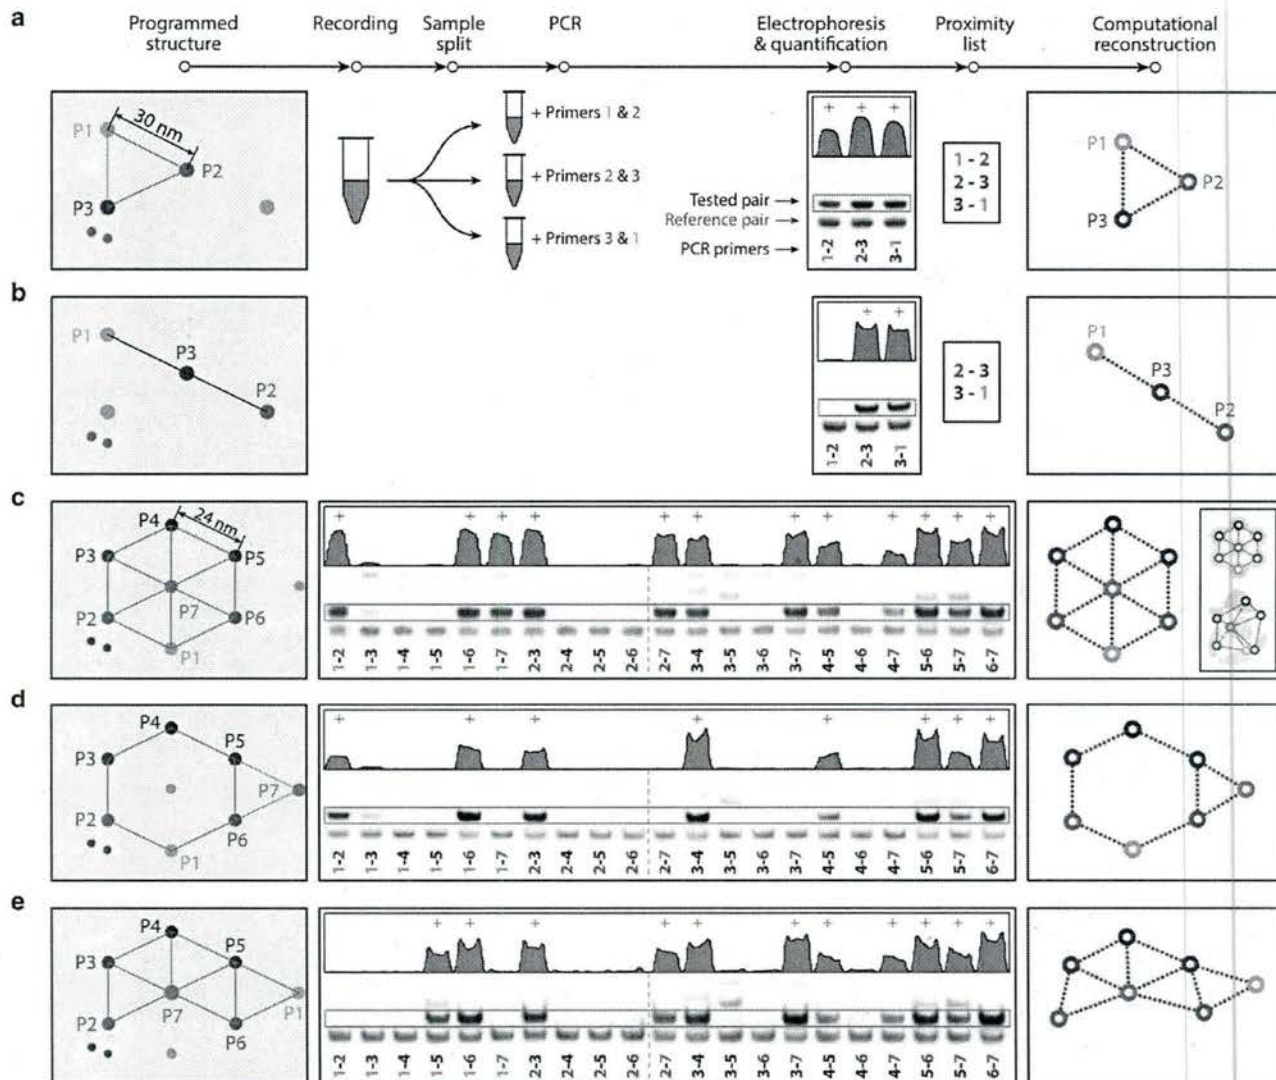 a
Programmed structure
Recording
Sample split
PCR
Electrophoresis & quantification
Proximity list
Computational reconstruction
P1
30 nm
P2
P3
+ Primers 1 & 2
+ Primers 2 & 3
+ Primers 3 & 1
+ + +
Tested pair
Reference pair
PCR primers
1-2 2-3 3-1
1 - 2
2 - 3
3 - 1
P1
P2
P3
b
P1
P3
P2
+ +
1-2 2-3 3-1
2 - 3
3 - 1
P1
P3
P2
c
P4
24 nm
P3
P5
P7
P2
P6
P1
+ + + + + + + + + + + +
1-2 1-3 1-4 1-5 1-6 1-7 2-3 2-4 2-5 2-6 2-7 3-4 3-5 3-6 3-7 4-5 4-6 4-7 5-6 5-7 6-7
d
P4
P3
P5
P7
P2
P6
P1
+ + + + + + + +
1-2 1-3 1-4 1-5 1-6 1-7 2-3 2-4 2-5 2-6 2-7 3-4 3-5 3-6 3-7 4-5 4-6 4-7 5-6 5-7 6-7
e
P4
P3
P5
P7
P1
P2
P6
+ + + + + + + + + + +
1-2 1-3 1-4 1-5 1-6 1-7 2-3 2-4 2-5 2-6 2-7 3-4 3-5 3-6 3-7 4-5 4-6 4-7 5-6 5-7 6-7